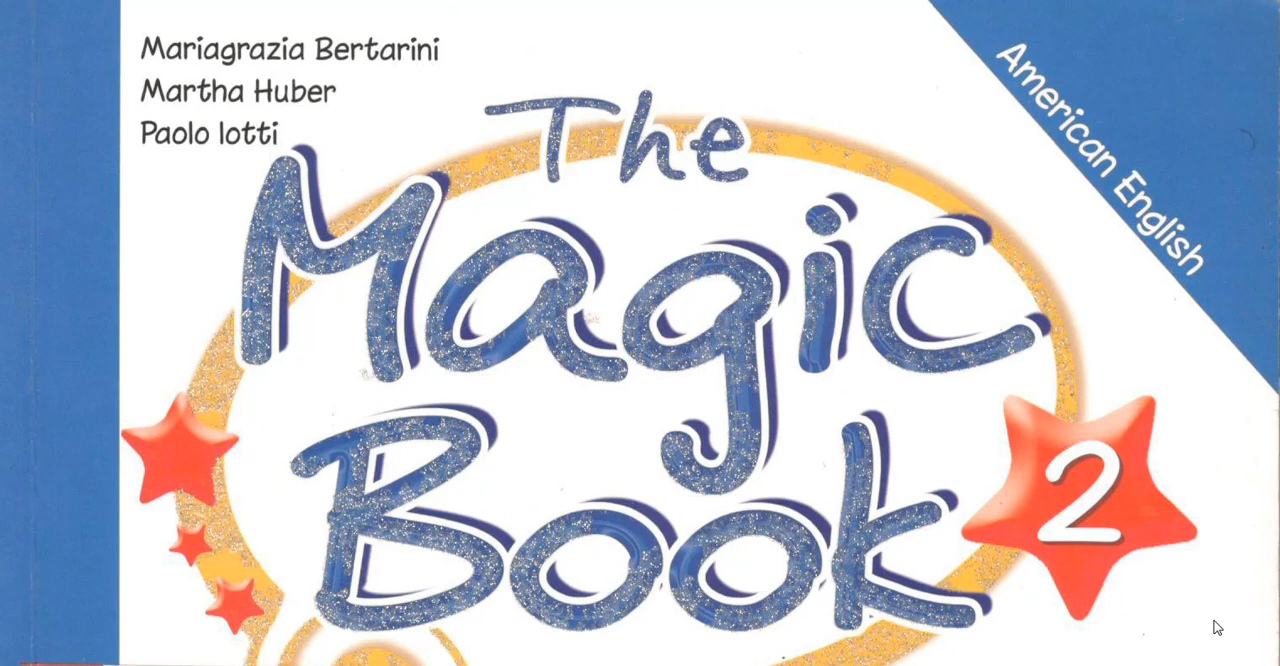 Mariagrazia Bertarini
Martha Huber
Paolo Iotti
American English
The
Magic
Book
2